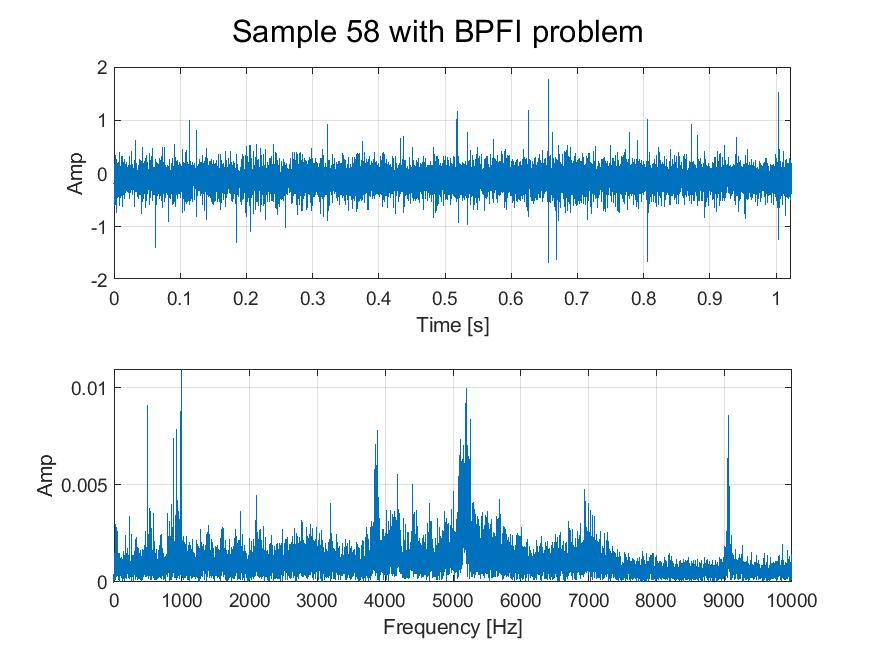 Sample 58 with BPFI problem
2
1
0
-1
-2
Amp
0 0.1 0.2 0.3 0.4 0.5 0.6 0.7 0.8 0.9 1
Time [s]
0.01
0.005
0
Amp
0 1000 2000 3000 4000 5000 6000 7000 8000 9000 10000
Frequency [Hz]